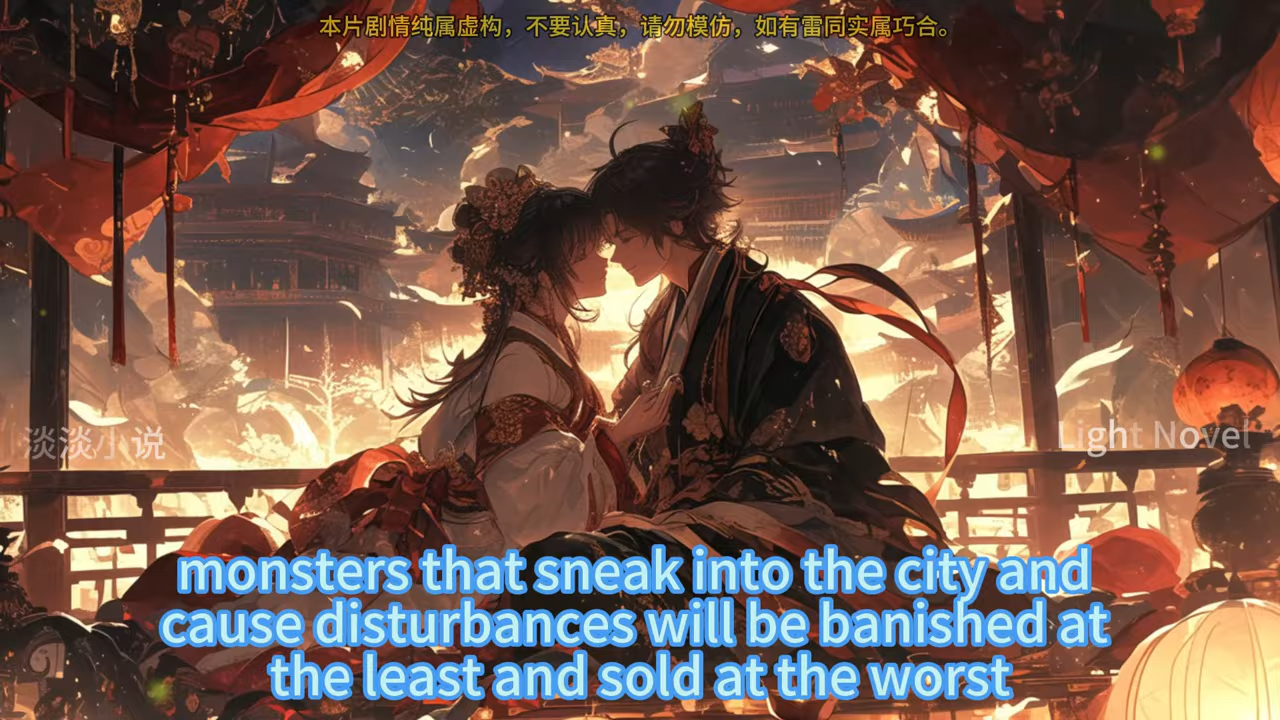 本片剧情纯属虚构，不要认真，请勿模仿，如有雷同实属巧合。
淡淡小说
Light Novel
monsters that sneak into the city and
cause disturbances will be banished at
the least and sold at the worst